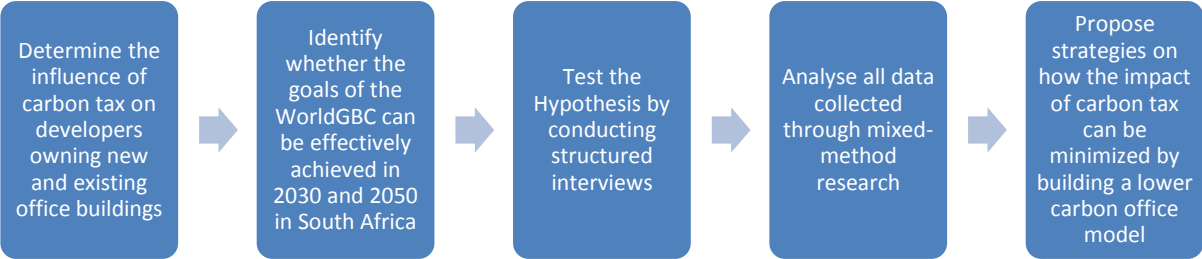 Determine the
influence of
carbon tax on
developers
owning new
and existing
office buildings
Identify
whether the
goals of the
WorldGBC can
be effectively
achieved in
2030 and 2050
in South Africa
Test the
Hypothesis by
conducting
structured
interviews
Analyse all data
collected
through mixed-
method
research
Propose
strategies on
how the impact
of carbon tax
can be
minimized by
building a lower
carbon office
model